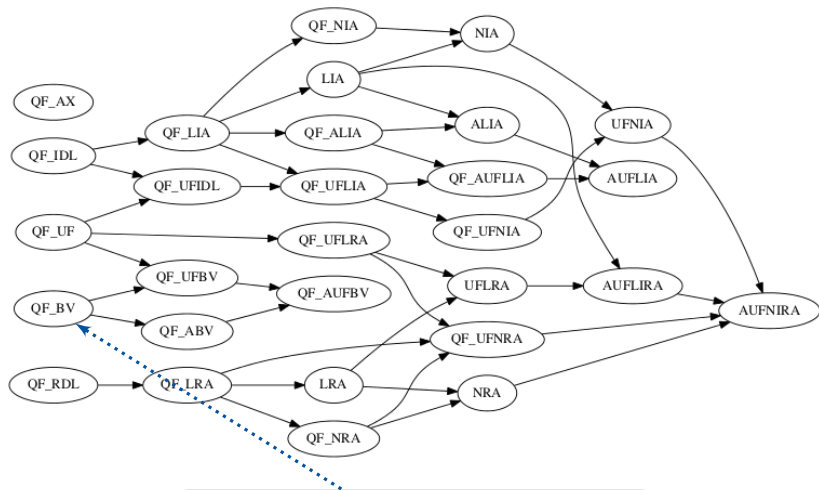 QF_NIA
NIA
LIA
QF_AX
UFNIA
QF_LIA
QF_ALIA
ALIA
QF_IDL
QF_UFIDL
QF_UFLIA
QF_AUFLIA
AUFLIA
QF_UF
QF_UFLRA
QF_UFNIA
QF_UFBV
QF_AUFBV
UFLRA
AUFLIRA
QF_BV
QF_ABV
AUFNIRA
QF_UFNRA
QF_RDL
QF_LRA
LRA
NRA
QF_NRA